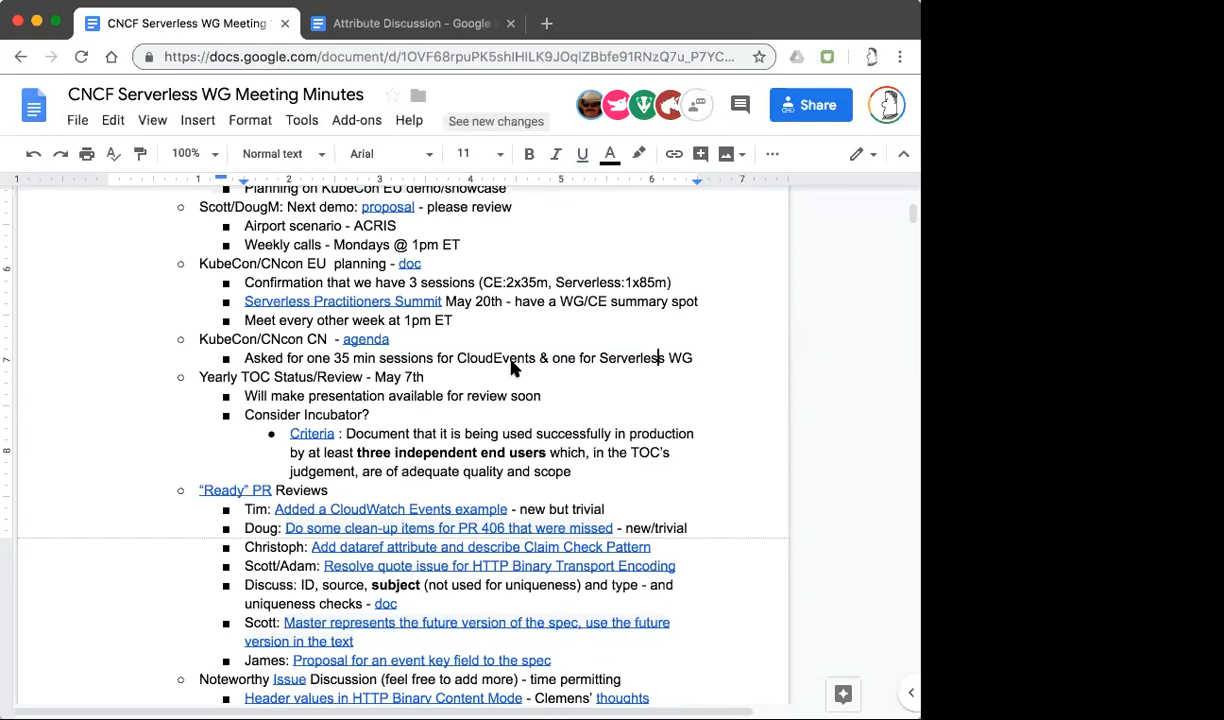 CNCF Serverless WG Meeting
Attribute Discussion - Google
https://docs.google.com/document/d/1OVF68rpuPK5shIHILK9JOqIZBbfe91RNzQ7u_P7YC...
CNCF Serverless WG Meeting Minutes
File Edit View Insert Format Tools Add-ons Help See new changes
Share
100% Normal text Arial 11 B I U A
1 1 2 3 4 5 6 7
Planning on KubeCon EU demo/showcase
Scott/DougM: Next demo: proposal - please review
Airport scenario - ACRIS
Weekly calls - Mondays @ 1pm ET
KubeCon/CNcon EU planning - doc
Confirmation that we have 3 sessions (CE:2x35m, Serverless:1x85m)
Serverless Practitioners Summit May 20th - have a WG/CE summary spot
Meet every other week at 1pm ET
KubeCon/CNcon CN - agenda
Asked for one 35 min sessions for CloudEvents & one for Serverless WG
Yearly TOC Status/Review - May 7th
Will make presentation available for review soon
Consider Incubator?
Criteria : Document that it is being used successfully in production
by at least three independent end users which, in the TOC's
judgement, are of adequate quality and scope
"Ready" PR Reviews
Tim: Added a CloudWatch Events example - new but trivial
Doug: Do some clean-up items for PR 406 that were missed - new/trivial
Christoph: Add dataref attribute and describe Claim Check Pattern
Scott/Adam: Resolve quote issue for HTTP Binary Transport Encoding
Discuss: ID, source, subject (not used for uniqueness) and type - and
uniqueness checks - doc
Scott: Master represents the future version of the spec, use the future
version in the text
James: Proposal for an event key field to the spec
Noteworthy Issue Discussion (feel free to add more) - time permitting
Header values in HTTP Binary Content Mode - Clemens' thoughts
6
7
8